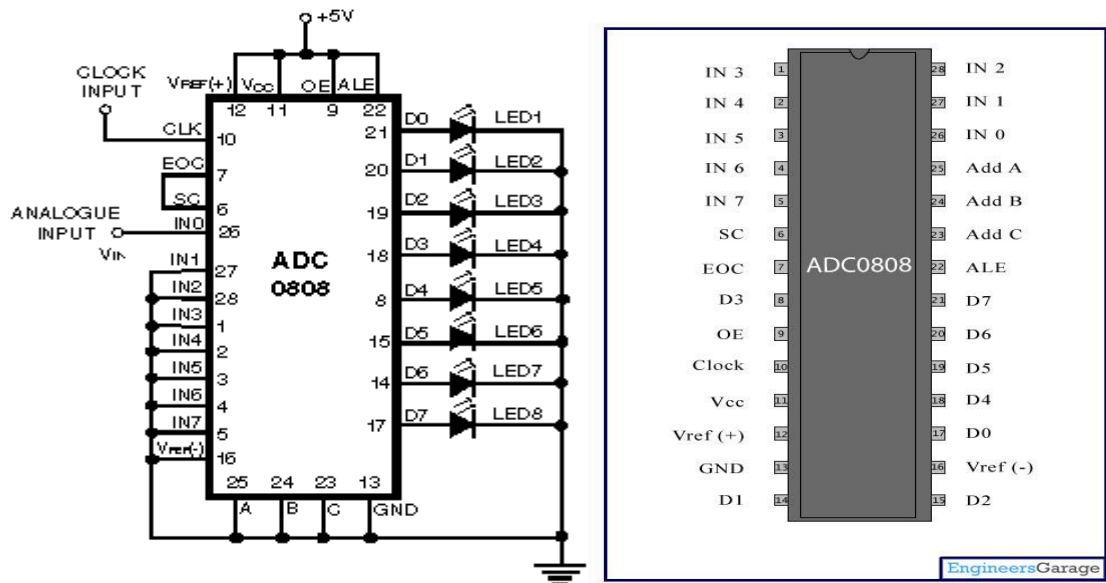 +5V
CLOCK
INPUT
VREF(+) VCC OE ALE
12 11 9 22
CLK
10
EOC
7
SC
6
ANALOGUE
INPUT
VIN
IN0
26
IN1
27
IN2
28
IN3
1
IN4
2
IN5
3
IN6
4
IN7
5
Vref(-)
16
ADC
0808
21 D0 LED1
20 D1 LED2
19 D2 LED3
18 D3 LED4
8 D4 LED5
15 D5 LED6
14 D6 LED7
17 D7 LED8
25 24 23 13
A B C GND
IN 3 1 28 IN 2
IN 4 2 27 IN 1
IN 5 3 26 IN 0
IN 6 4 25 Add A
IN 7 5 24 Add B
SC 6 23 Add C
EOC 7 ADC0808 22 ALE
D3 8 21 D7
OE 9 20 D6
Clock 10 19 D5
Vcc 11 18 D4
Vref (+) 12 17 D0
GND 13 16 Vref (-)
D1 14 15 D2
EngineersGarage